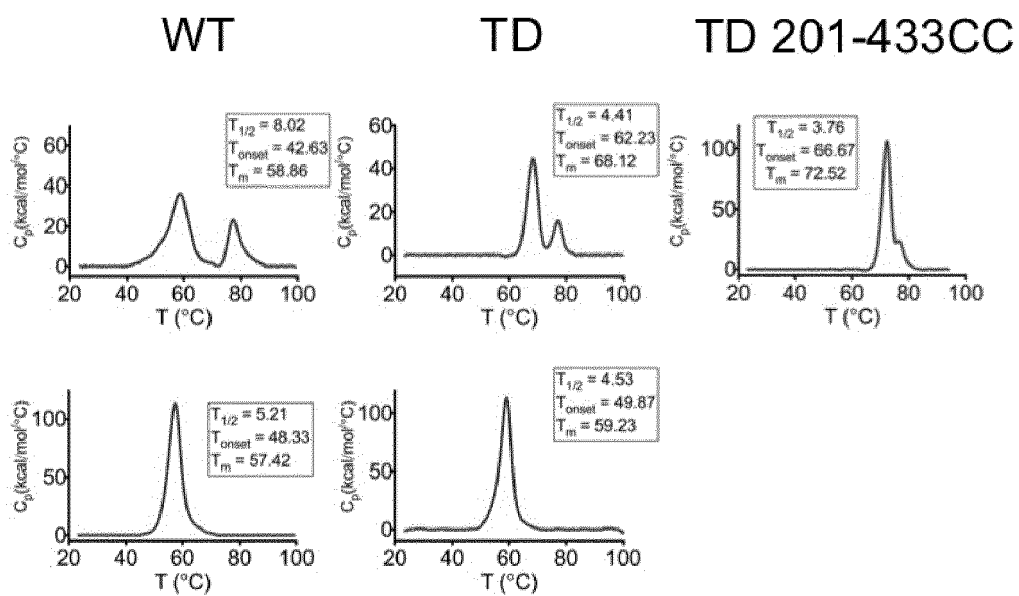 WT TD TD 201-433CC
T1/2 = 8.02
Tonset = 42.63
Tm = 58.86
Cp(kcal/mol/°C)
60
40
20
0
20 40 60 80 100
T (°C)
T1/2 = 4.41
Tonset = 62.23
Tm = 68.12
Cp(kcal/mol/°C)
60
40
20
0
20 40 60 80 100
T (°C)
T1/2 = 3.76
Tonset = 66.67
Tm = 72.52
Cp(kcal/mol/°C)
100
50
0
20 40 60 80 100
T (°C)
T1/2 = 5.21
Tonset = 48.33
Tm = 57.42
Cp(kcal/mol/°C)
100
50
0
20 40 60 80 100
T (°C)
T1/2 = 4.53
Tonset = 49.87
Tm = 59.23
Cp(kcal/mol/°C)
100
50
0
20 40 60 80 100
T (°C)